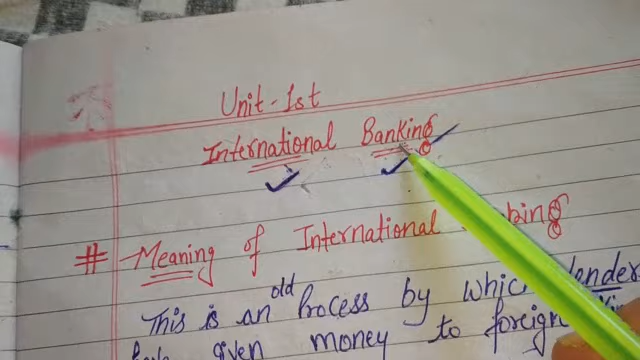 Unit - 1st
International Banking
# Meaning of International
This is an old Process by which lender
have given money to foreign